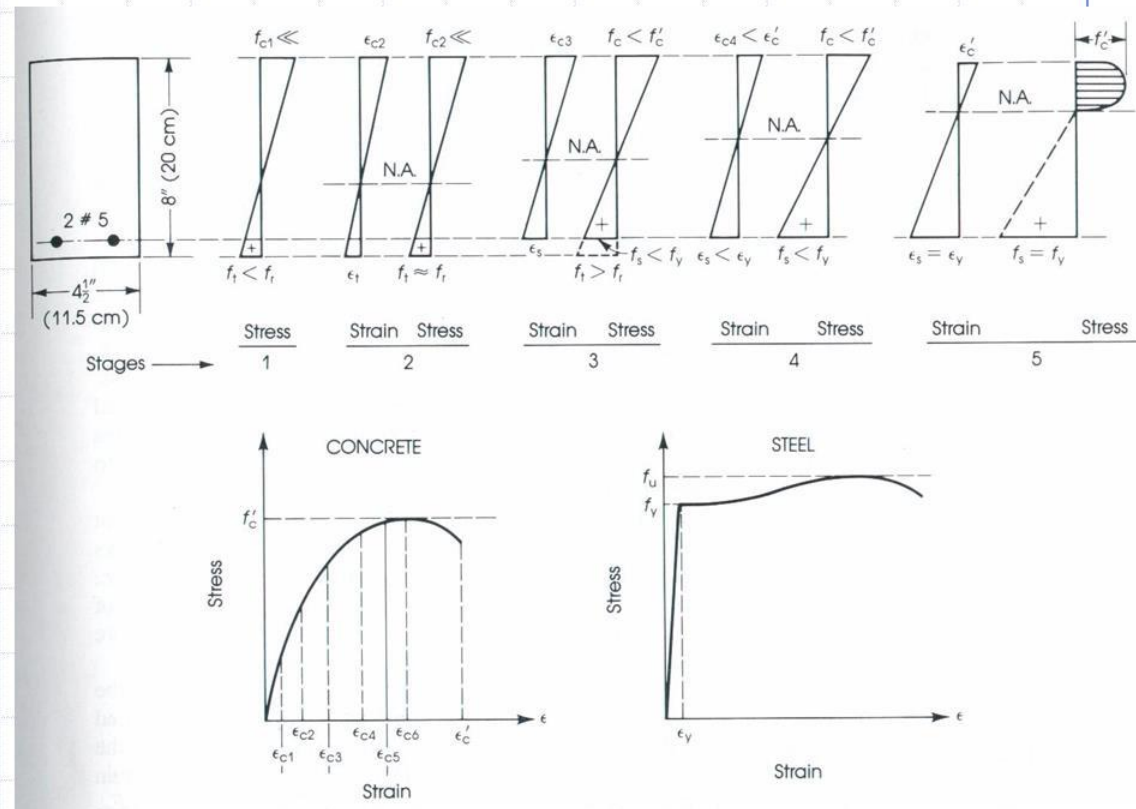 f_c1 ≪
ϵ_c2 f_c2 ≪
ϵ_c3 f_c < f′_c
ϵ_c4 < ϵ′_c f_c < f′_c
ϵ′_c f′_c
8″ (20 cm)
N.A.
N.A.
N.A.
N.A.
2 # 5
+
+
+
+
+
f_t < f_r
ϵ_t f_t ≈ f_r
ϵ_s f_t > f_r f_s < f_y
ϵ_s < ϵ_y f_s < f_y
ϵ_s = ϵ_y f_s = f_y
4½″
(11.5 cm)
Stress
Strain Stress
Strain Stress
Strain Stress
Strain Stress
Stages
1 2 3 4 5
CONCRETE
f′_c
Stress
ϵ
ϵ_c1 ϵ_c2 ϵ_c3 ϵ_c4 ϵ_c5 ϵ_c6 ϵ′_c
Strain
STEEL
f_u
f_y
Stress
ϵ
ϵ_y
Strain